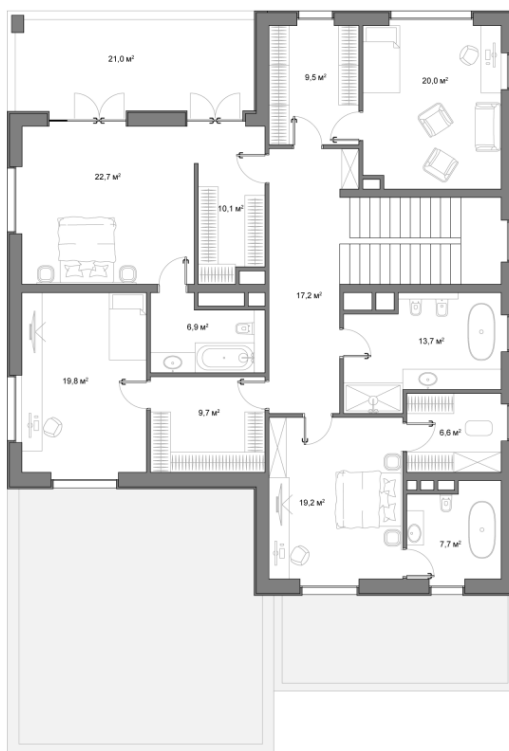 21,0 м²
9,5 м²
20,0 м²
22,7 м²
10,1 м²
17,2 м²
6,9 м²
13,7 м²
19,8 м²
9,7 м²
6,6 м²
19,2 м²
7,7 м²